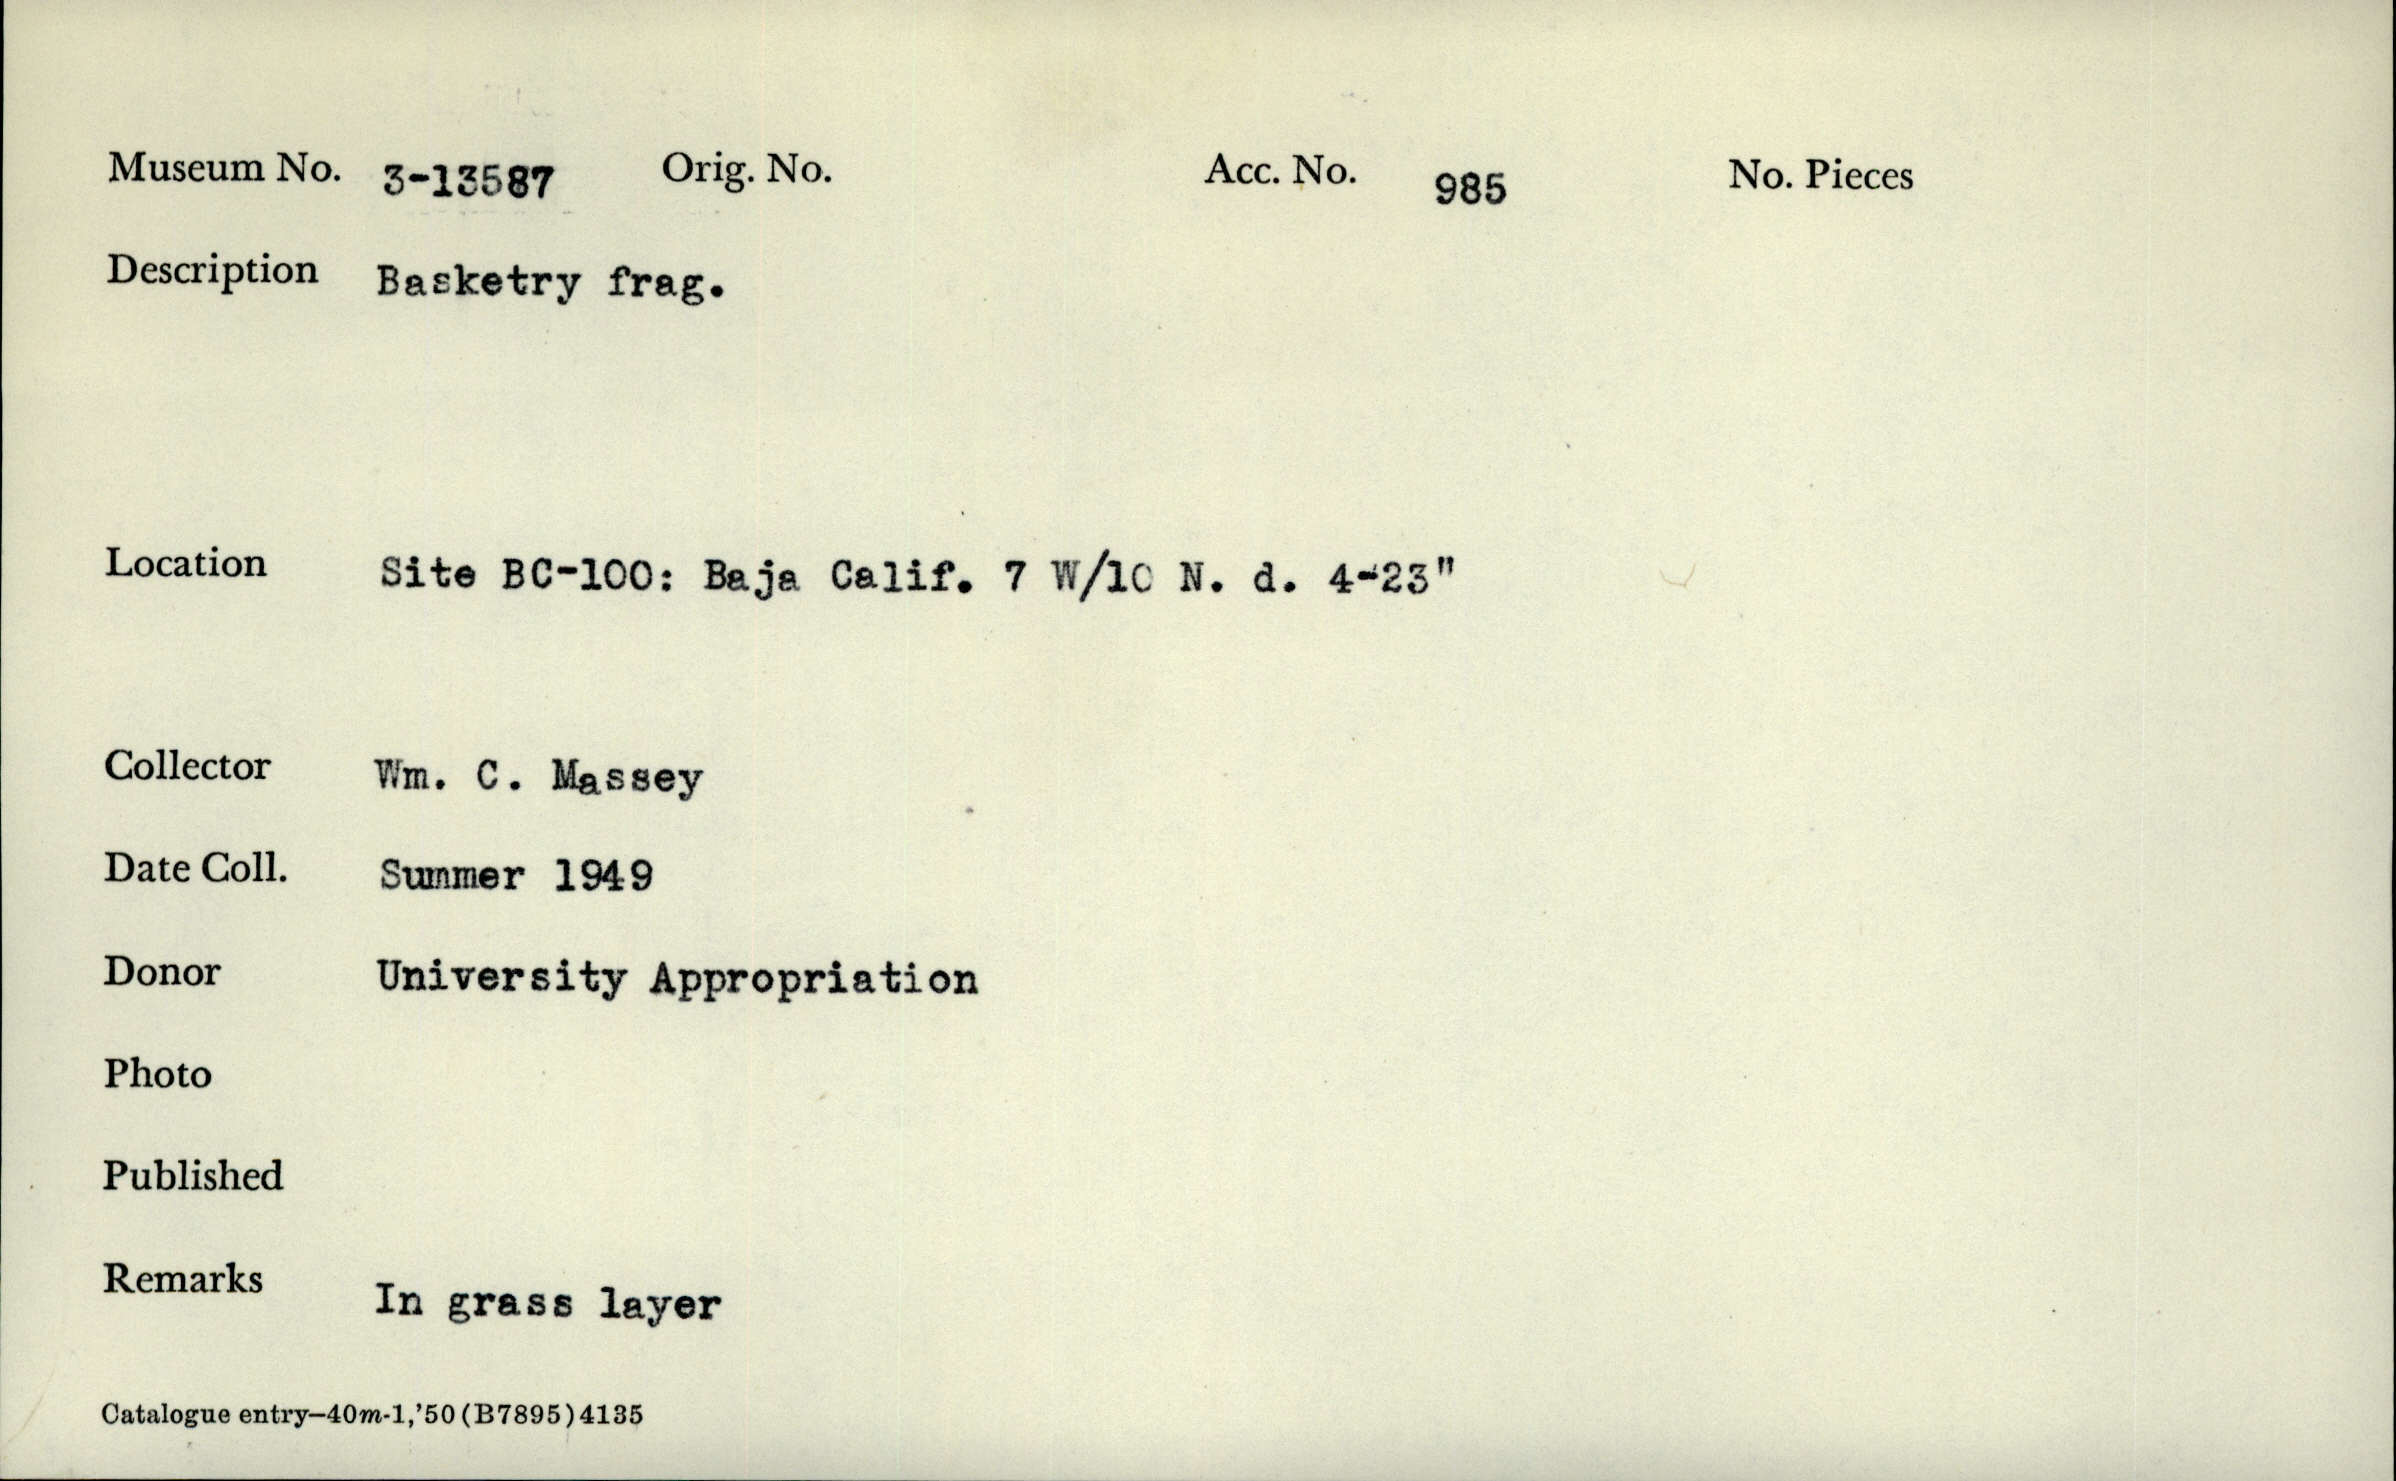 Museum No. 3-13587 Orig. No. Acc. No. 985 No. Pieces
Description Basketry frag.
Location Site BC-100: Baja Calif. 7 W/10 N. d. 4-23"
Collector Wm. C. Massey
Date Coll. Summer 1949
Donor University Appropriation
Photo
Published
Remarks In grass layer
Catalogue entry—40m-1,'50(B7895)4135